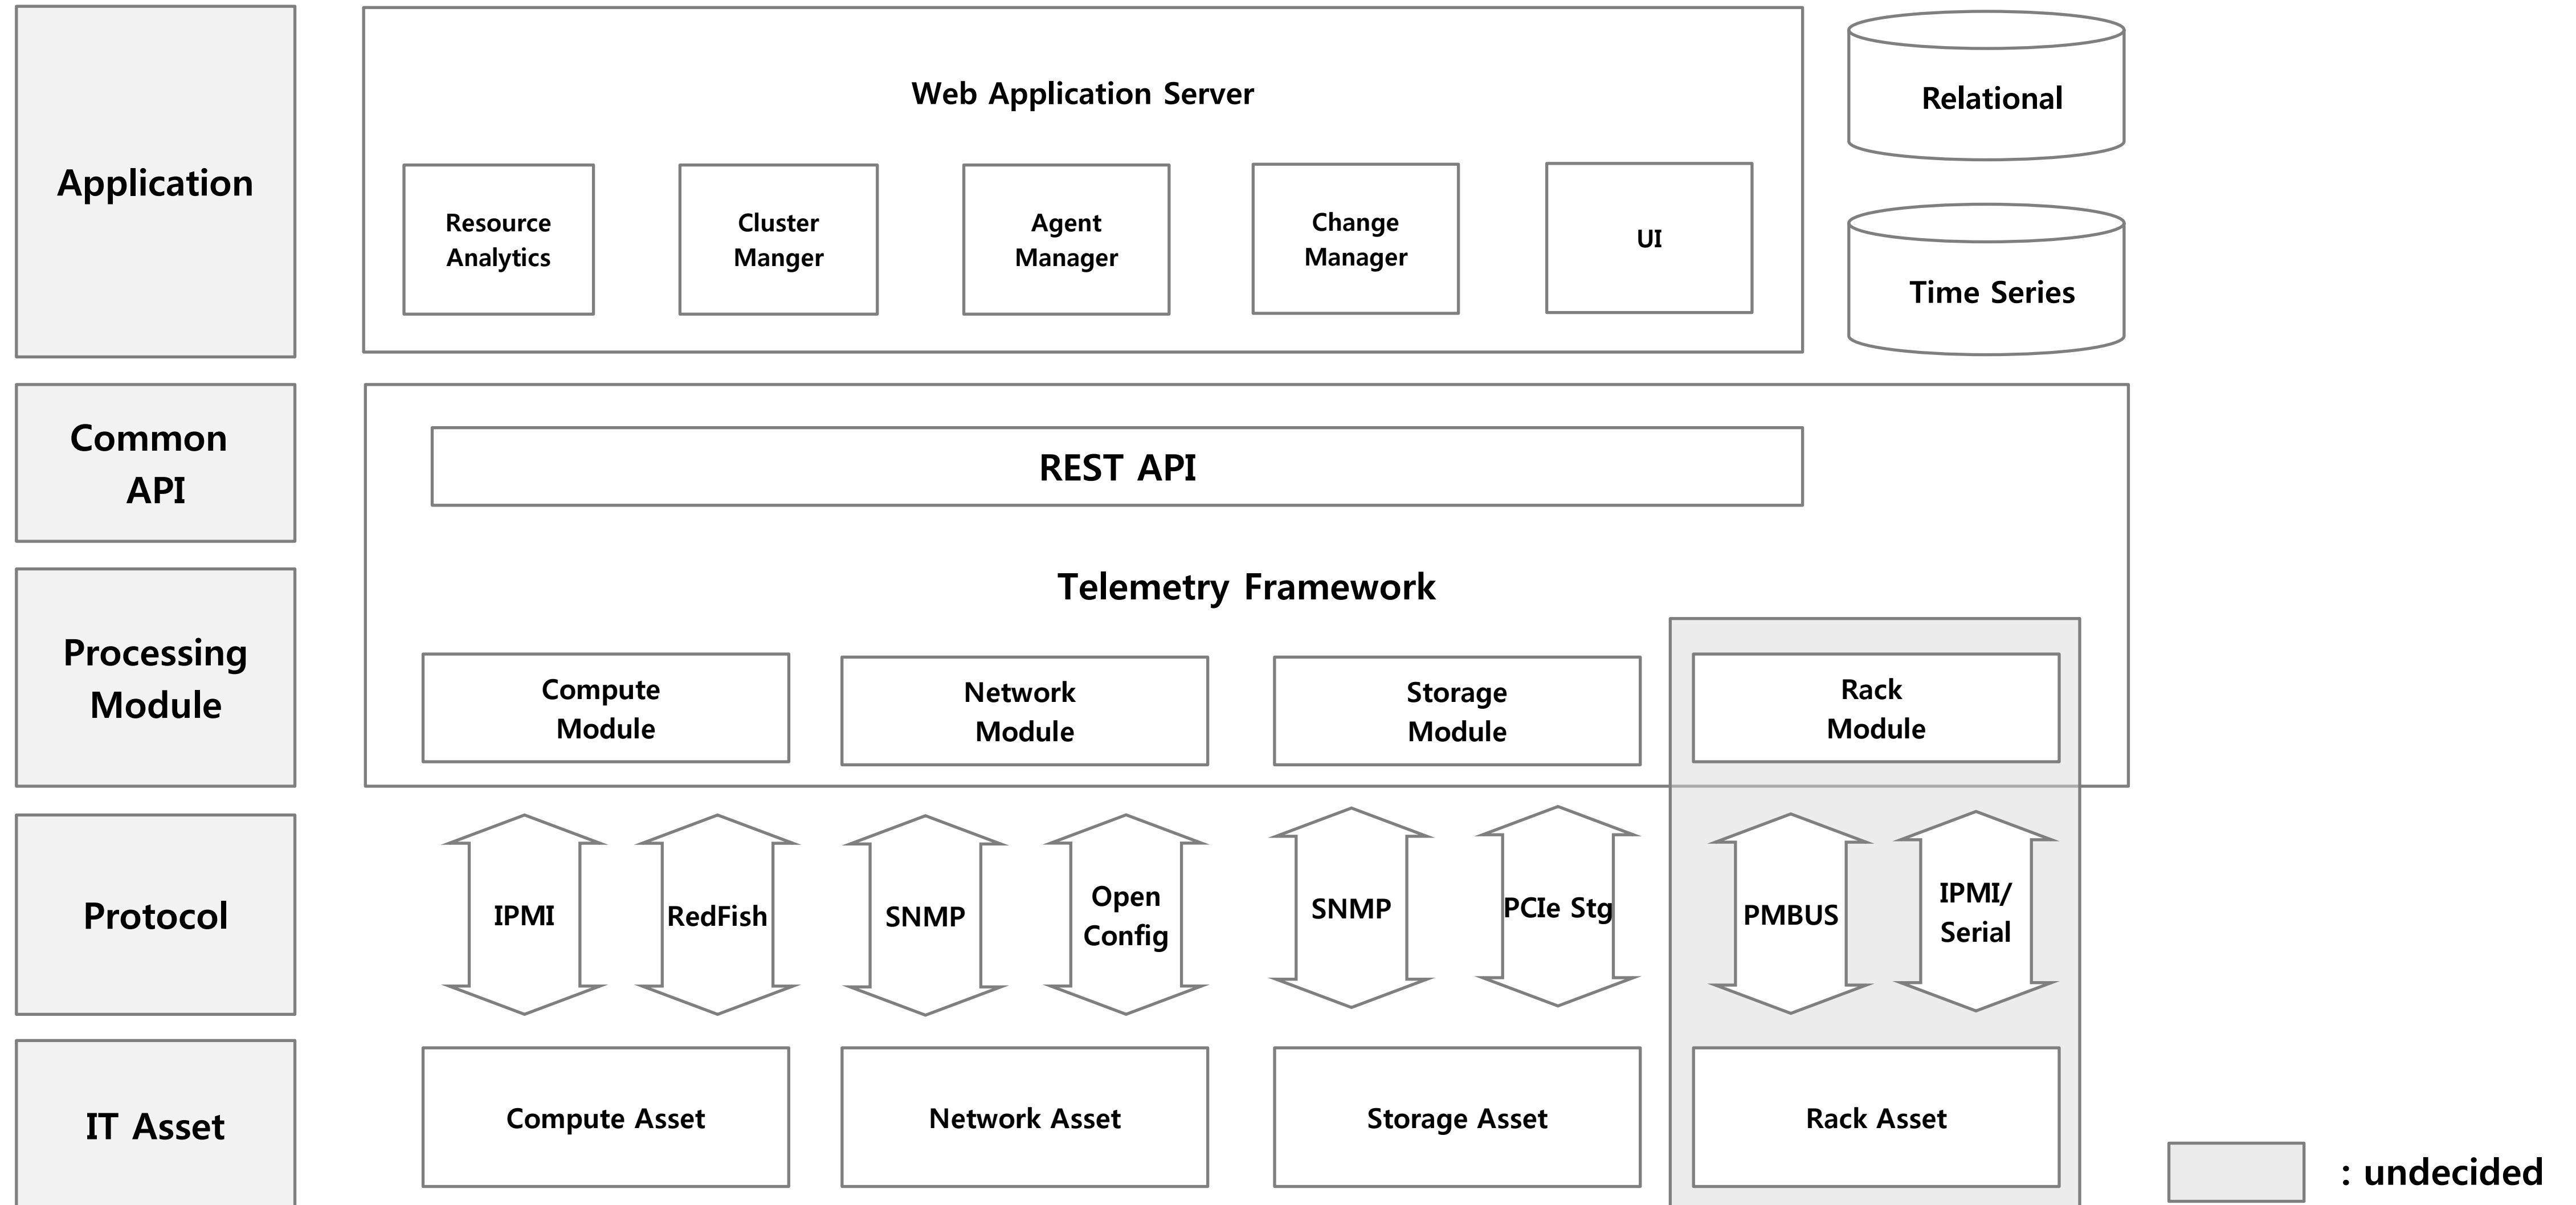 Application
Web Application Server
Resource
Analytics
Cluster
Manger
Agent
Manager
Change
Manager
UI
Relational
Time Series
Common
API
REST API
Telemetry Framework
Processing
Module
Compute
Module
Network
Module
Storage
Module
Rack
Module
Protocol
IPMI
RedFish
SNMP
Open
Config
SNMP
PCIe Stg
PMBUS
IPMI/
Serial
IT Asset
Compute Asset
Network Asset
Storage Asset
Rack Asset
: undecided